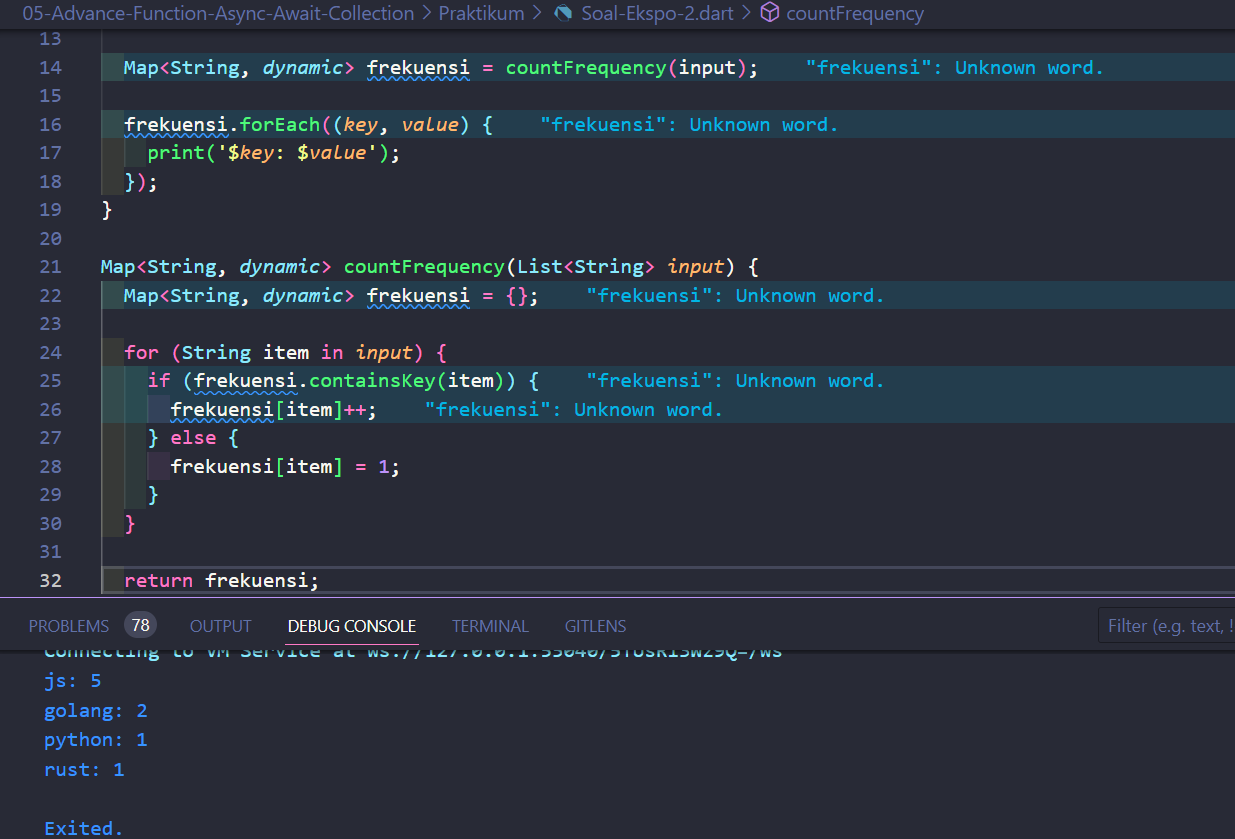 05-Advance-Function-Async-Await-Collection > Praktikum > Soal-Ekspo-2.dart > countFrequency
13
14 Map<String, dynamic> frekuensi = countFrequency(input); "frekuensi": Unknown word.
15
16 frekuensi.forEach((key, value) { "frekuensi": Unknown word.
17 print('$key: $value');
18 });
19 }
20
21 Map<String, dynamic> countFrequency(List<String> input) {
22 Map<String, dynamic> frekuensi = {}; "frekuensi": Unknown word.
23
24 for (String item in input) {
25 if (frekuensi.containsKey(item)) { "frekuensi": Unknown word.
26 frekuensi[item]++; "frekuensi": Unknown word.
27 } else {
28 frekuensi[item] = 1;
29 }
30 }
31
32 return frekuensi;
PROBLEMS 78 OUTPUT DEBUG CONSOLE TERMINAL GITLENS Filter (e.g. text, !
Connecting to VM Service at
js: 5
golang: 2
python: 1
rust: 1
Exited.